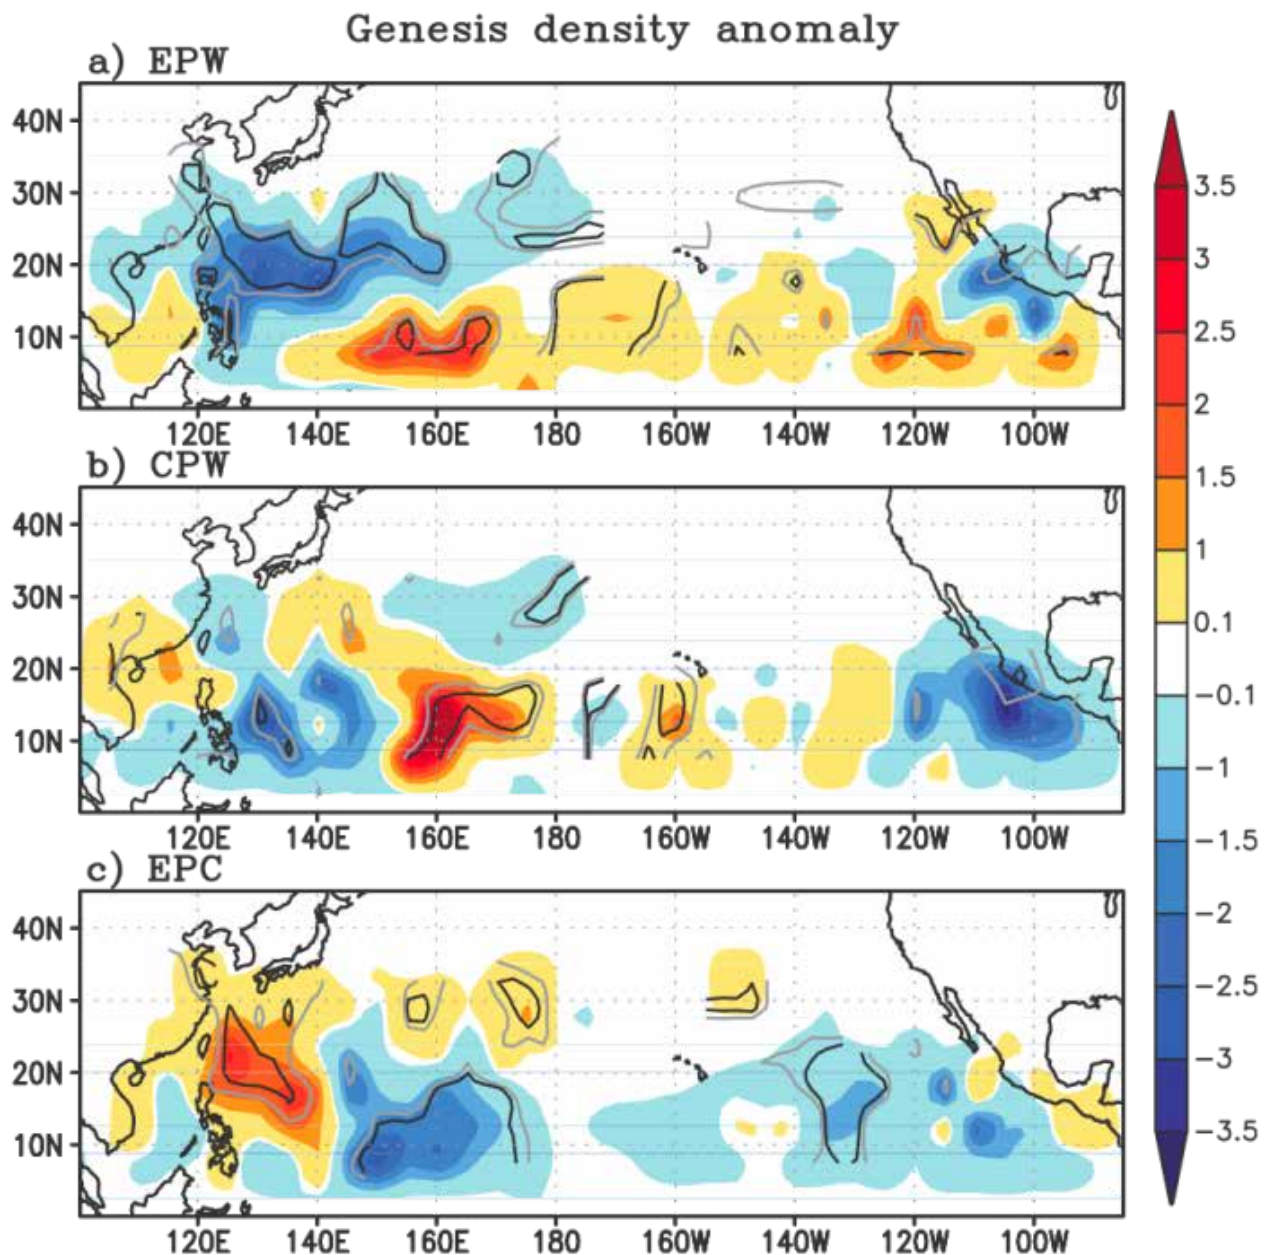 Genesis density anomaly
a) EPW
40N
30N
20N
10N
120E 140E 160E 180 160W 140W 120W 100W
b) CPW
40N
30N
20N
10N
120E 140E 160E 180 160W 140W 120W 100W
c) EPC
40N
30N
20N
10N
120E 140E 160E 180 160W 140W 120W 100W
3.5
3
2.5
2
1.5
1
0.1
−0.1
−1
−1.5
−2
−2.5
−3
−3.5